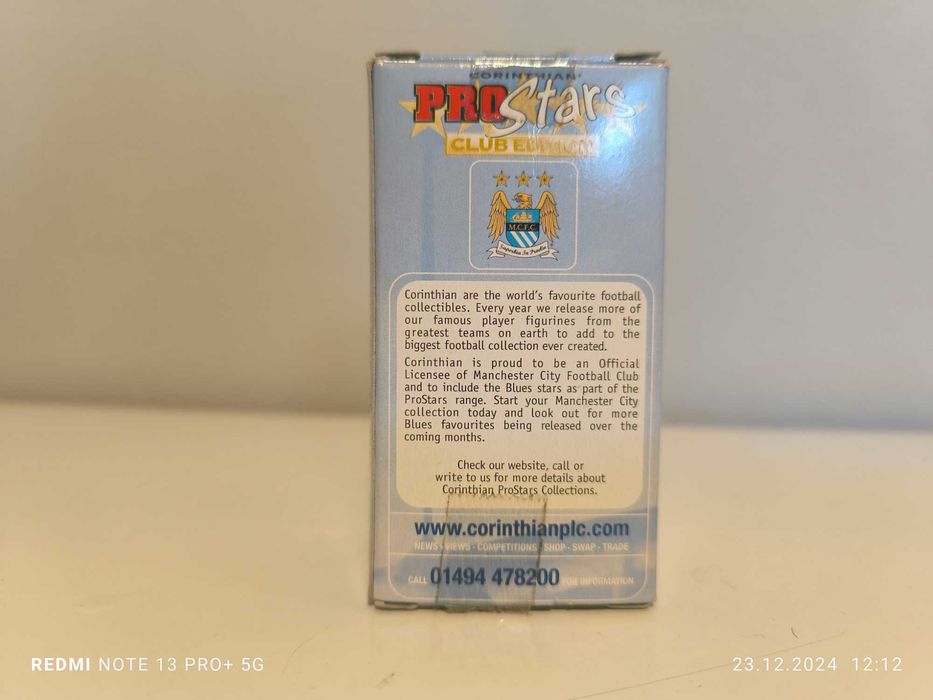 CORINTHIAN
PROStars
CLUB EDITION
M.C.F.C.
Superbia In Proelio
Corinthian are the world's favourite football
collectibles. Every year we release more of
our famous player figurines from the
greatest teams on earth to add to the
biggest football collection ever created.
Corinthian is proud to be an Official
Licensee of Manchester City Football Club
and to include the Blues stars as part of the
ProStars range. Start your Manchester City
collection today and look out for more
Blues favourites being released over the
coming months.
Check our website, call or
write to us for more details about
Corinthian ProStars Collections.
www.corinthianplc.com
NEWS - VIEWS - COMPETITIONS - SHOP - SWAP - TRADE
CALL 01494 478200 FOR INFORMATION
REDMI NOTE 13 PRO+ 5G
23.12.2024 12:12